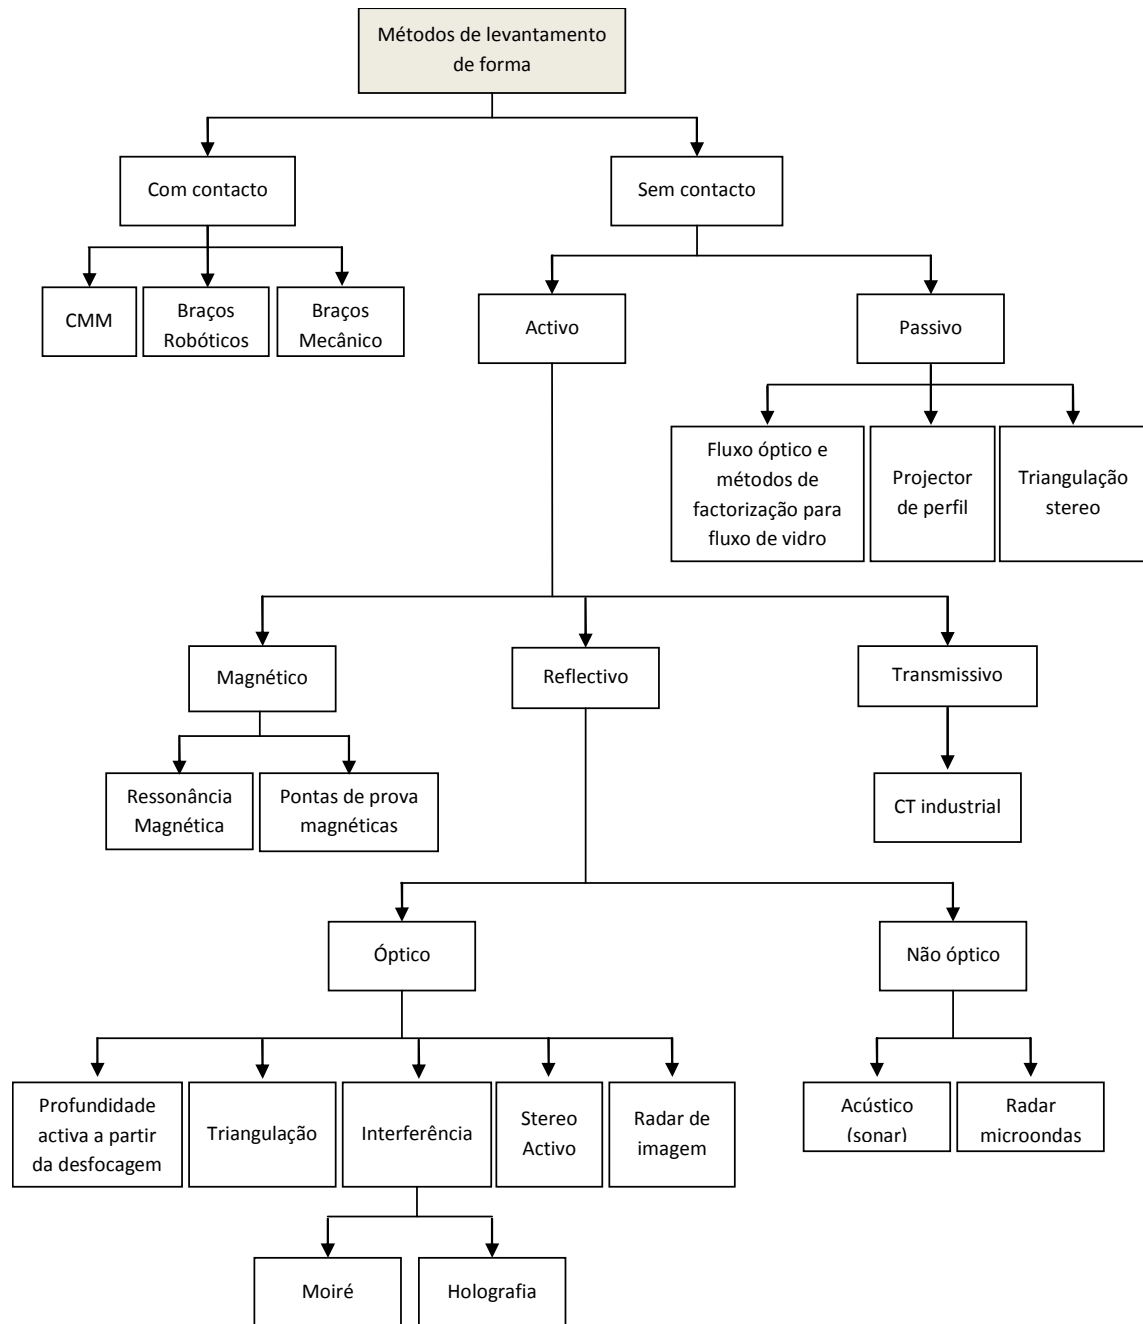 Métodos de levantamento
de forma
Com contacto
Sem contacto
CMM
Braços
Robóticos
Braços
Mecânico
Activo
Passivo
Fluxo óptico e
métodos de
factorização para
fluxo de vidro
Projector
de perfil
Triangulação
stereo
Magnético
Reflectivo
Transmissivo
Ressonância
Magnética
Pontas de prova
magnéticas
CT industrial
Óptico
Não óptico
Profundidade
activa a partir
da desfocagem
Triangulação
Interferência
Stereo
Activo
Radar de
imagem
Acústico
(sonar)
Radar
microondas
Moiré
Holografia